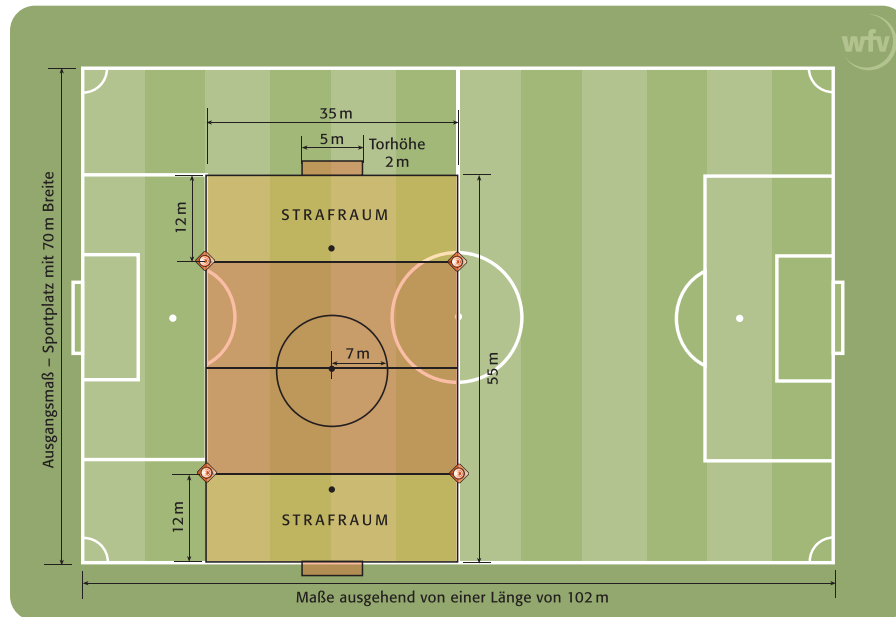 wfv
35 m
5 m
Torhöhe
2 m
12 m
STRAFRAUM
Ausgangsmaß – Sportplatz mit 70 m Breite
7 m
55 m
12 m
STRAFRAUM
Maße ausgehend von einer Länge von 102 m